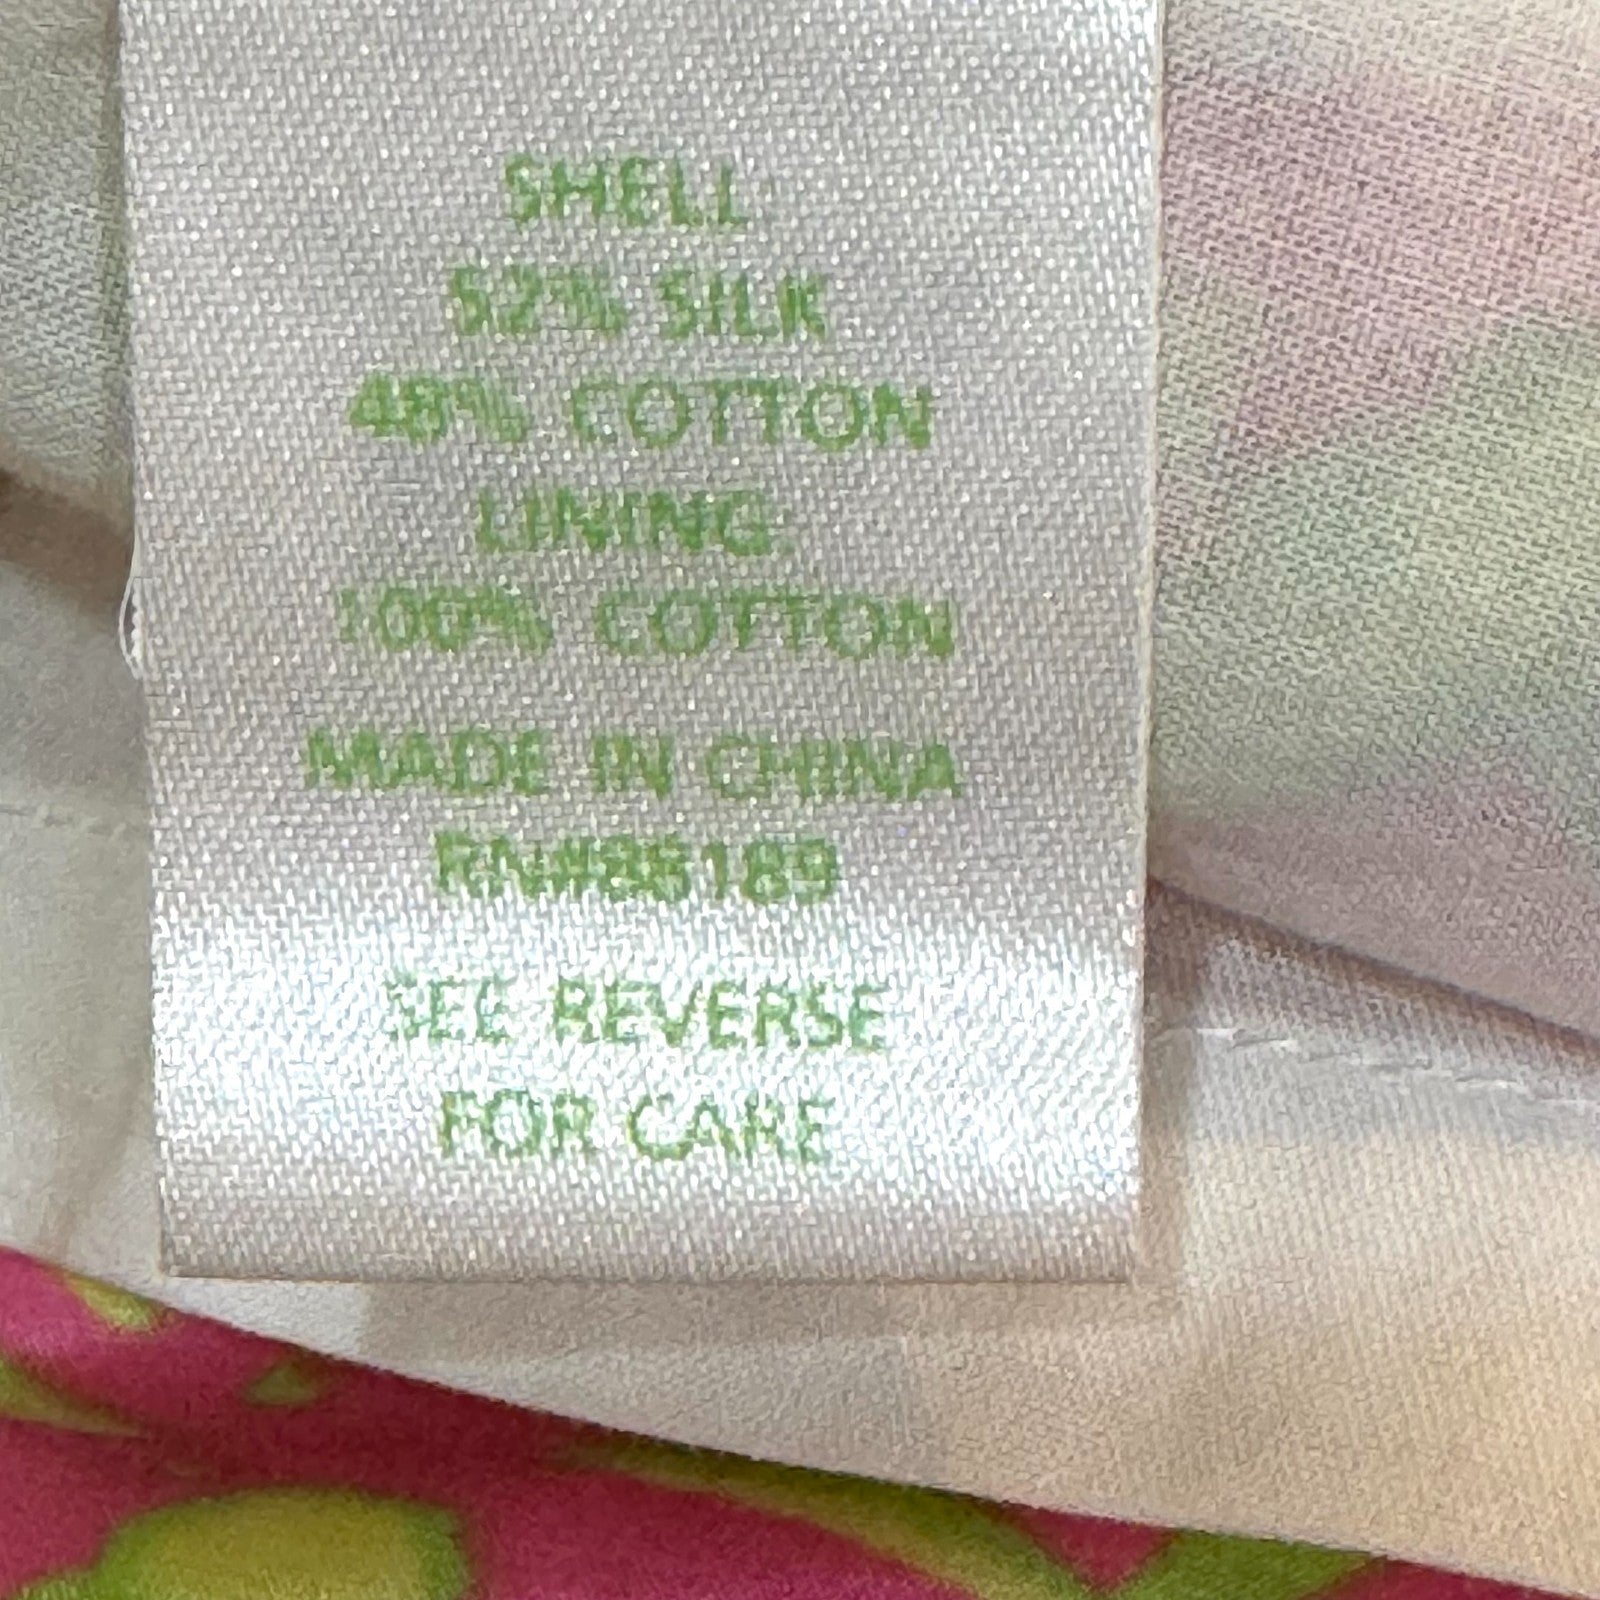 SHELL
52% SILK
48% COTTON
LINING
100% COTTON
MADE IN CHINA
RN#85189
SEE REVERSE
FOR CARE